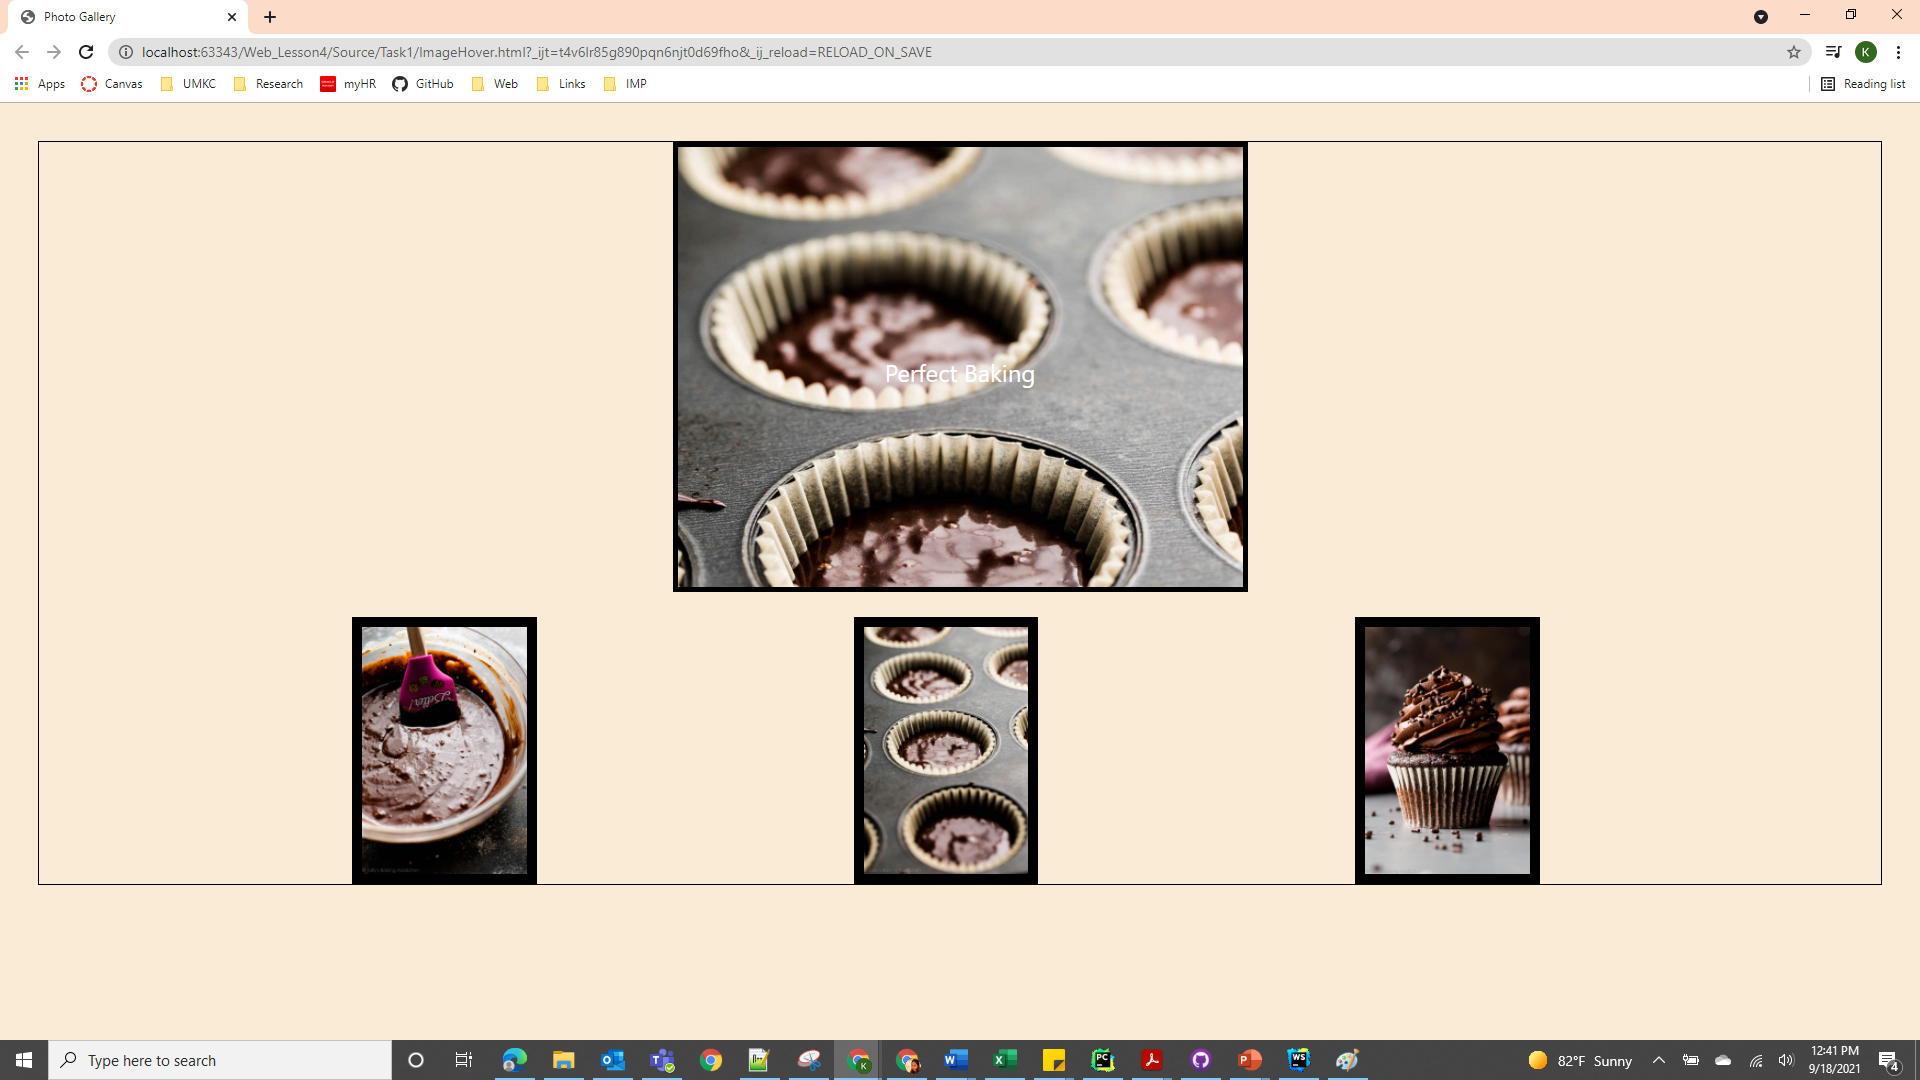 Photo Gallery
localhost:63343/Web_Lesson4/Source/Task1/ImageHover.html?_ijt=t4v6lr85g890pqn6njt0d69fho&_ij_reload=RELOAD_ON_SAVE
K
Apps Canvas UMKC Research myHR GitHub Web Links IMP Reading list
Perfect Baking
Better!
Type here to search
82°F Sunny
12:41 PM
9/18/2021
4